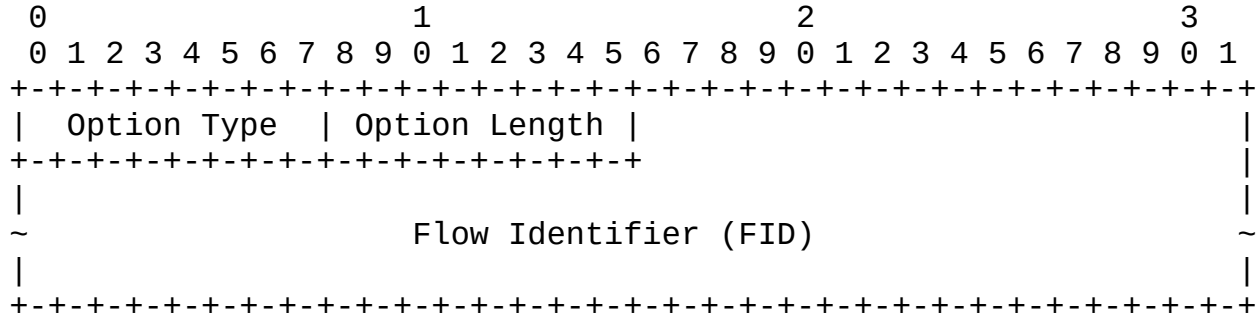 0                   1                   2                   3
 0 1 2 3 4 5 6 7 8 9 0 1 2 3 4 5 6 7 8 9 0 1 2 3 4 5 6 7 8 9 0 1
+-+-+-+-+-+-+-+-+-+-+-+-+-+-+-+-+-+-+-+-+-+-+-+-+-+-+-+-+-+-+-+-+
|  Option Type  | Option Length |                               |
+-+-+-+-+-+-+-+-+-+-+-+-+-+-+-+-+                               |
|                                                               |
~                    Flow Identifier (FID)                      ~
|                                                               |
+-+-+-+-+-+-+-+-+-+-+-+-+-+-+-+-+-+-+-+-+-+-+-+-+-+-+-+-+-+-+-+-+